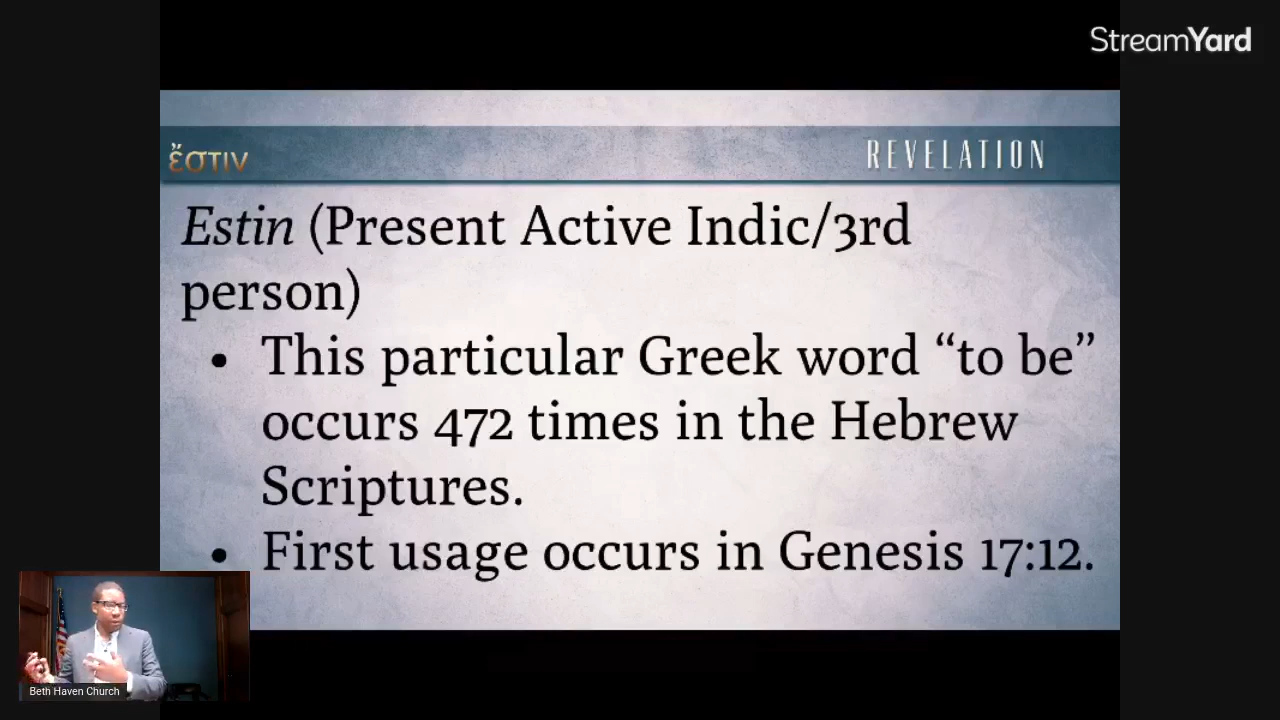 StreamYard
ἔστιν
REVELATION
Estin (Present Active Indic/3rd
person)
• This particular Greek word “to be”
occurs 472 times in the Hebrew
Scriptures.
• First usage occurs in Genesis 17:12.
Beth Haven Church